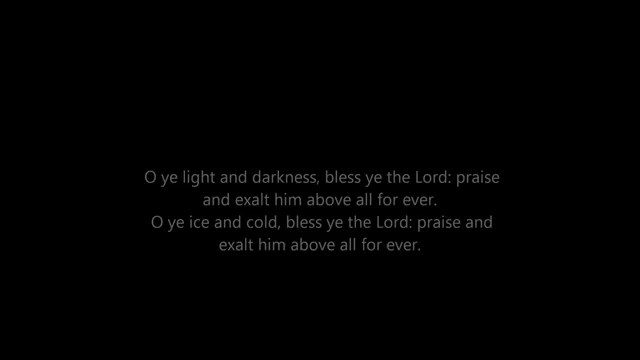 O ye light and darkness, bless ye the Lord: praise
and exalt him above all for ever.
O ye ice and cold, bless ye the Lord: praise and
exalt him above all for ever.